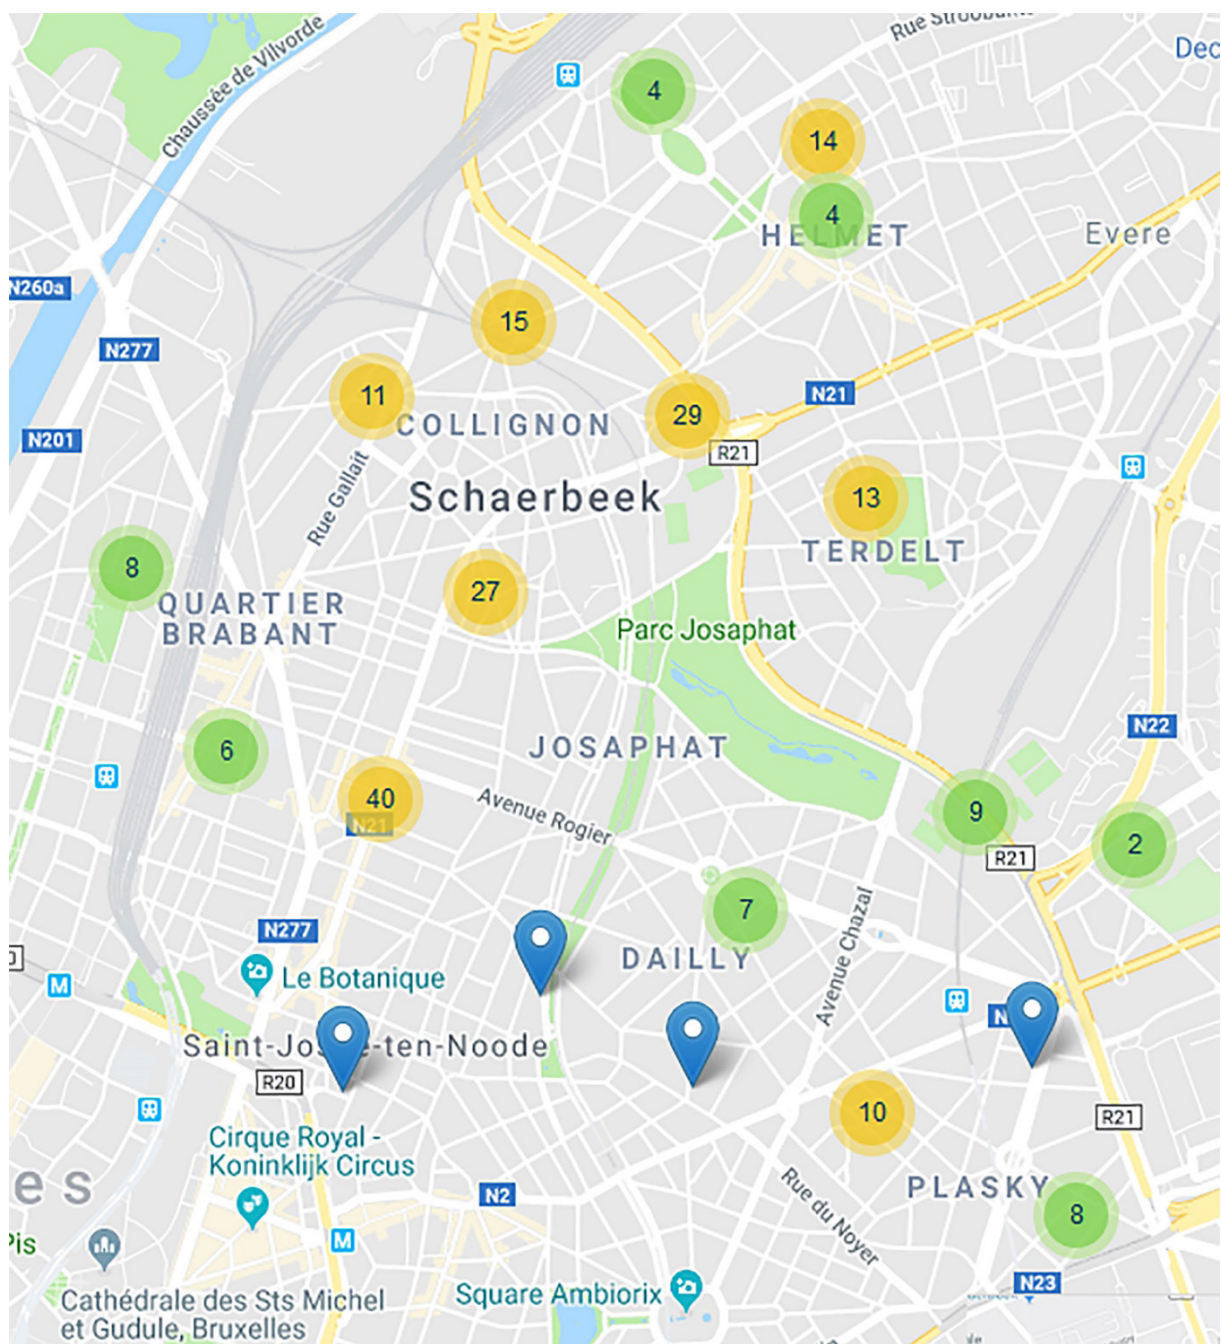 Rue Stroobants
Dec
Chaussée de Vilvorde
4
14
4
HELMET
Evere
N260a
15
N277
11
29
N21
COLLIGNON
N201
R21
Rue Gallait
Schaerbeek
13
TERDELT
8
27
QUARTIER
BRABANT
Parc Josaphat
N22
6
JOSAPHAT
40
N21
Avenue Rogier
9
2
R21
7
Avenue Chazal
N277
DAILLY
Le Botanique
M
N
Saint-Josse-ten-Noode
R20
10
R21
Cirque Royal -
Koninklijk Circus
es
N2
PLASKY
Rue du Noyer
8
M
Pis
N23
Square Ambiorix
Cathédrale des Sts Michel
et Gudule, Bruxelles